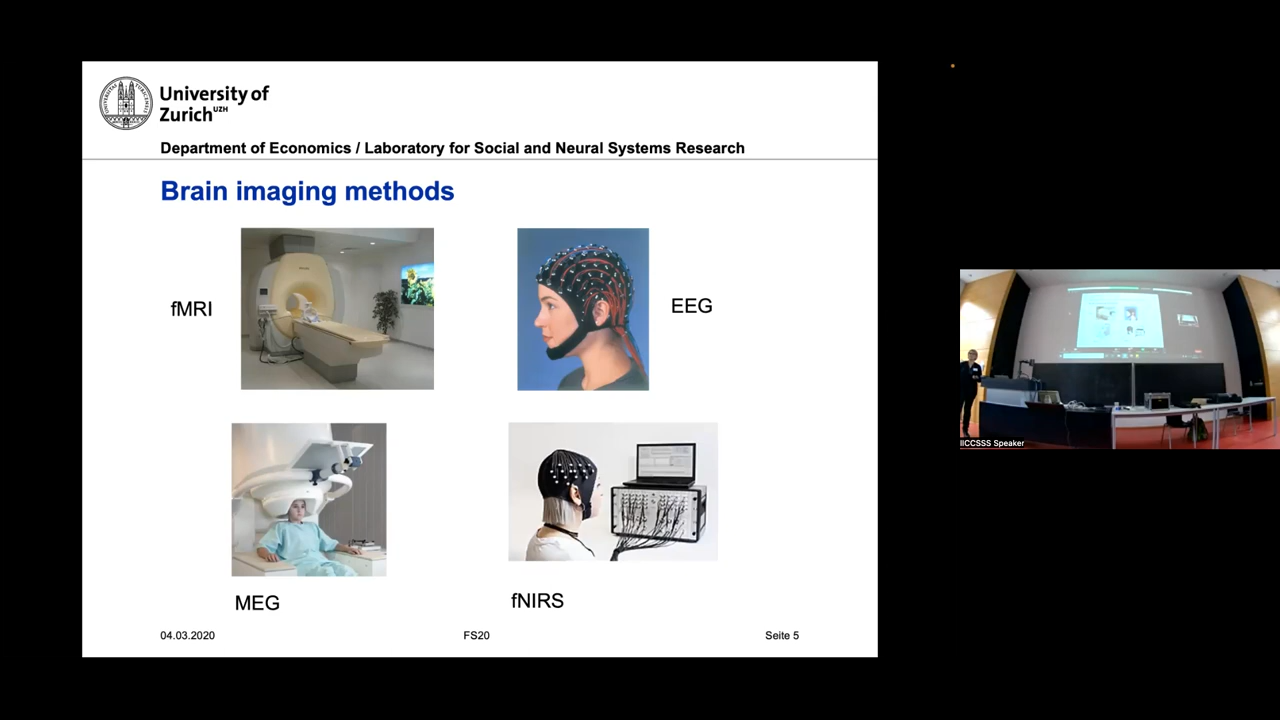 University of
Zurich UZH
Department of Economics / Laboratory for Social and Neural Systems Research
Brain imaging methods
fMRI
EEG
MEG
fNIRS
04.03.2020
FS20
Seite 5
IICCSSS Speaker